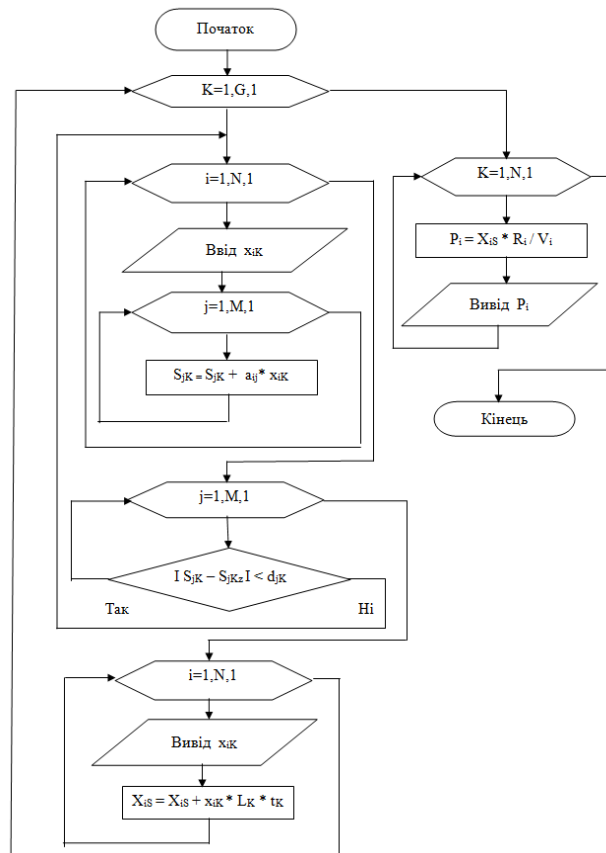 Початок
K=1,G,1
i=1,N,1
Ввід xiK
j=1,M,1
SjK = SjK + aij* xiK
j=1,M,1
I SjK – SjKz I < djK
Так
Ні
i=1,N,1
Вивід xiK
XiS = XiS + xiK * LK * tK
K=1,N,1
Pi = XiS * Ri / Vi
Вивід Pi
Кінець